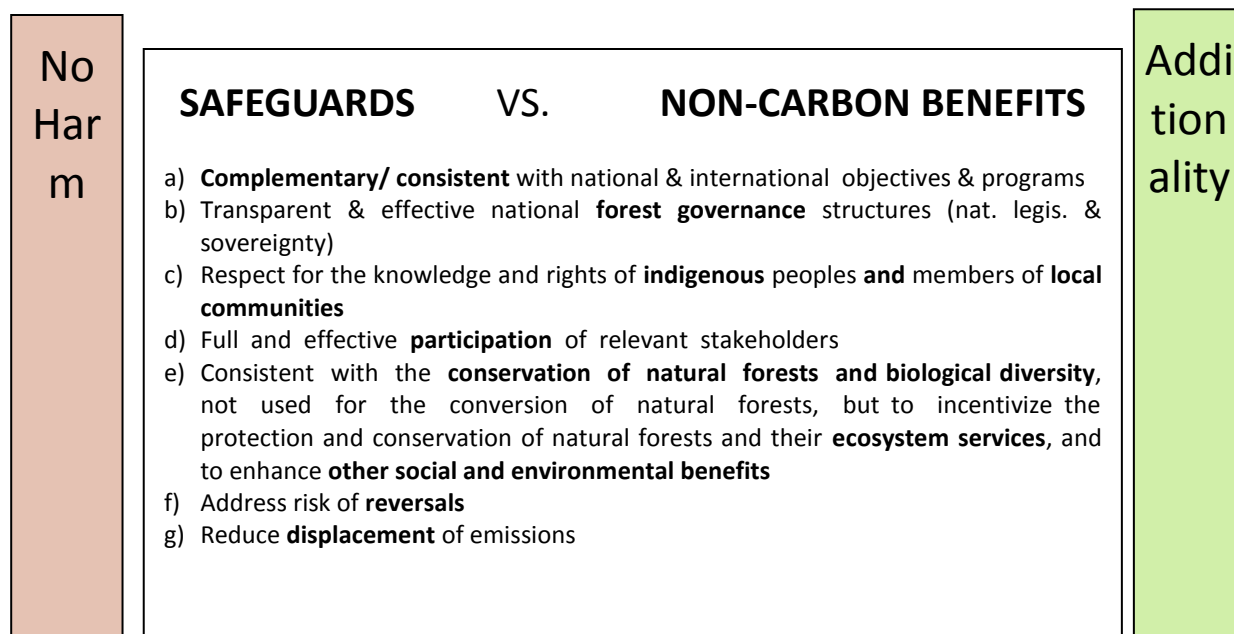 No
Har
m
SAFEGUARDS VS. NON-CARBON BENEFITS
a) Complementary/ consistent with national & international objectives & programs
b) Transparent & effective national forest governance structures (nat. legis. &
sovereignty)
c) Respect for the knowledge and rights of indigenous peoples and members of local
communities
d) Full and effective participation of relevant stakeholders
e) Consistent with the conservation of natural forests and biological diversity,
not used for the conversion of natural forests, but to incentivize the
protection and conservation of natural forests and their ecosystem services, and
to enhance other social and environmental benefits
f) Address risk of reversals
g) Reduce displacement of emissions
Addi
tion
ality